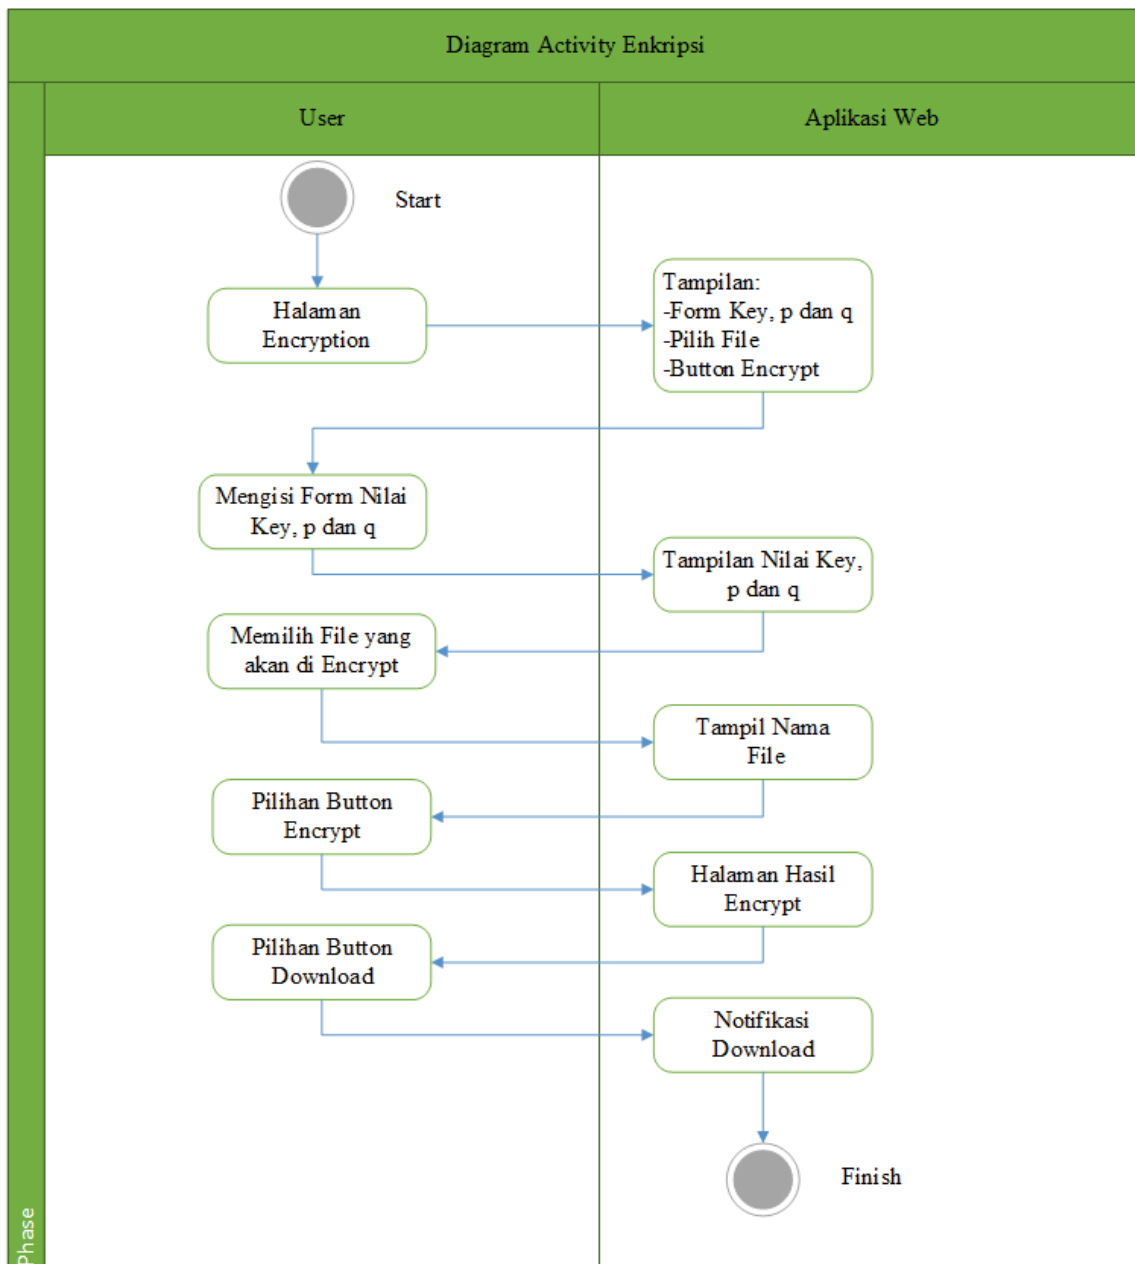 Diagram Activity Enkripsi
User
Aplikasi Web
Start
Halaman
Encryption
Tampilan:
-Form Key, p dan q
-Pilih File
-Button Encrypt
Mengisi Form Nilai
Key, p dan q
Tampilan Nilai Key,
p dan q
Memilih File yang
akan di Encrypt
Tampil Nama
File
Pilihan Button
Encrypt
Halaman Hasil
Encrypt
Pilihan Button
Download
Notifikasi
Download
Finish
Phase